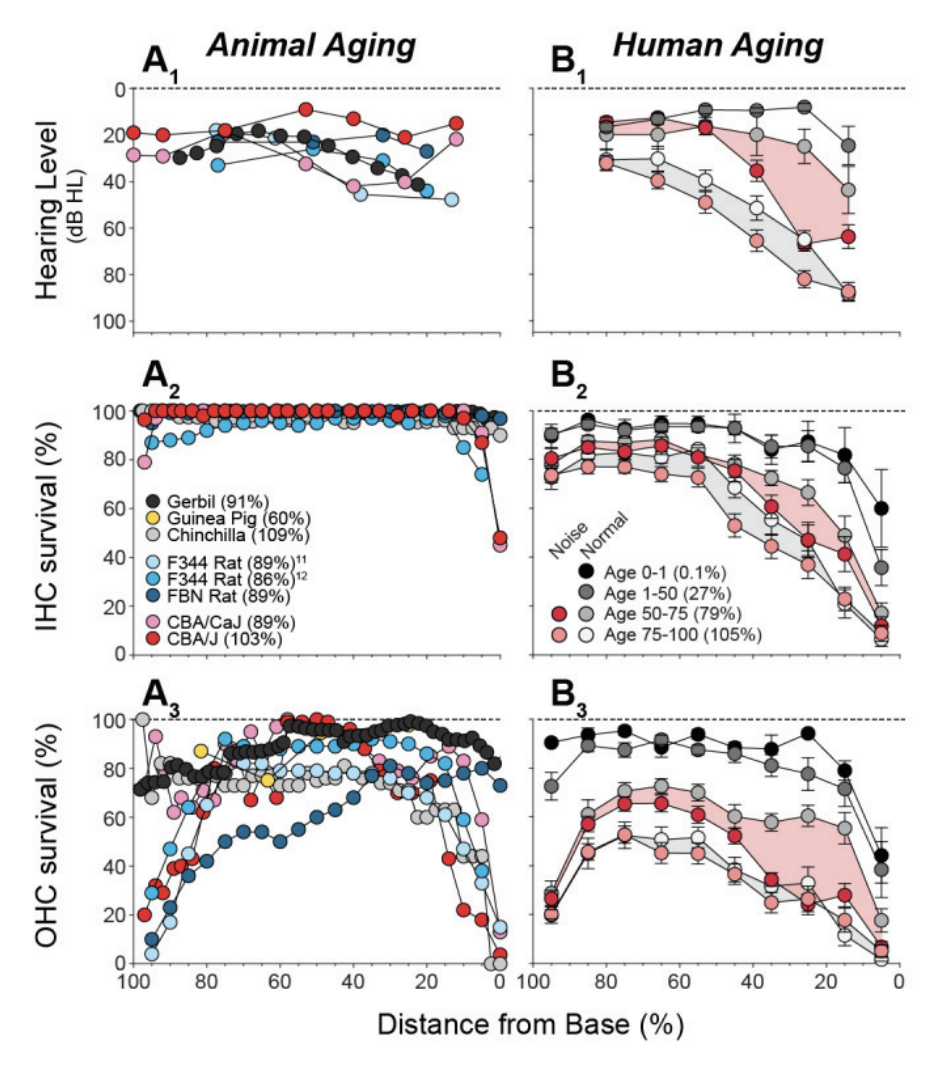 Animal Aging
Human Aging
A1
B1
Hearing Level
(dB HL)
0
20
40
60
80
100
A2
B2
IHC survival (%)
100
80
60
40
20
0
Gerbil (91%)
Guinea Pig (60%)
Chinchilla (109%)
F344 Rat (89%)11
F344 Rat (86%)12
FBN Rat (89%)
CBA/CaJ (89%)
CBA/J (103%)
Noise
Normal
Age 0-1 (0.1%)
Age 1-50 (27%)
Age 50-75 (79%)
Age 75-100 (105%)
A3
B3
OHC survival (%)
100
80
60
40
20
0
100 80 60 40 20 0
100 80 60 40 20 0
Distance from Base (%)